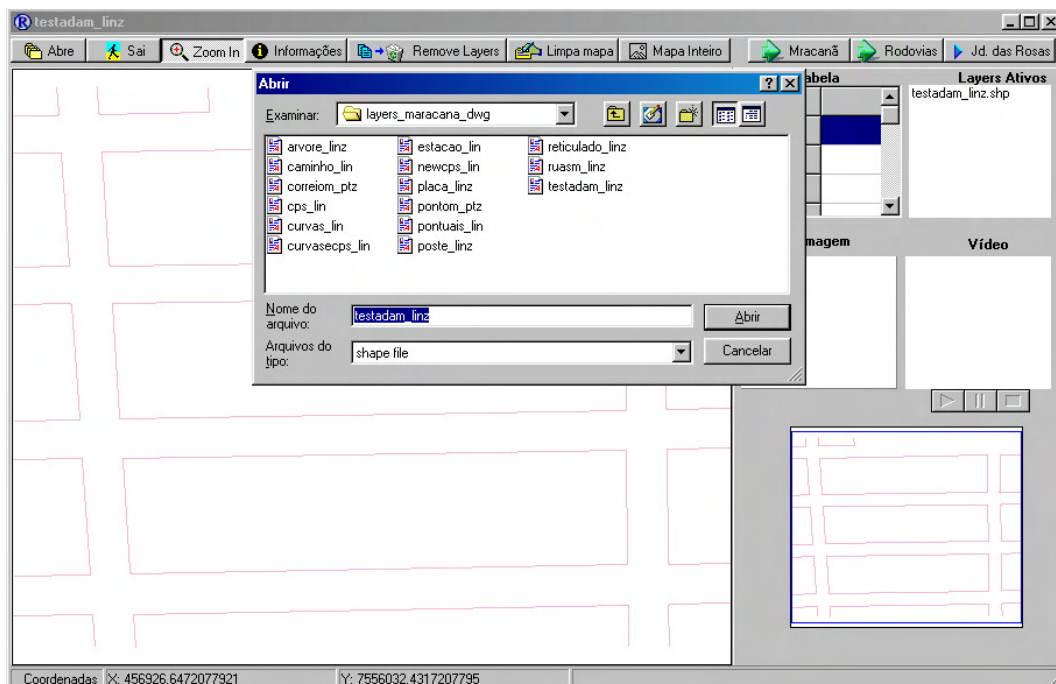 testadam_linz
Abre Sai Zoom In Informações Remove Layers Limpa mapa Mapa Inteiro Mracanã Rodovias Jd. das Rosas
Abrir
Examinar: layers_maracana_dwg
arvore_linz estacao_lin reticulado_linz
caminho_lin newcps_lin ruasm_linz
correiom_ptz placa_linz testadam_linz
cps_lin pontom_ptz
curvas_lin pontuais_lin
curvasecps_lin poste_linz
Nome do arquivo: testadam_linz Abrir
Arquivos do tipo: shape file Cancelar
abela Layers Ativos
testadam_linz.shp
magem Vídeo
Coordenadas X: 456926.6472077921 Y: 7556032.4317207795